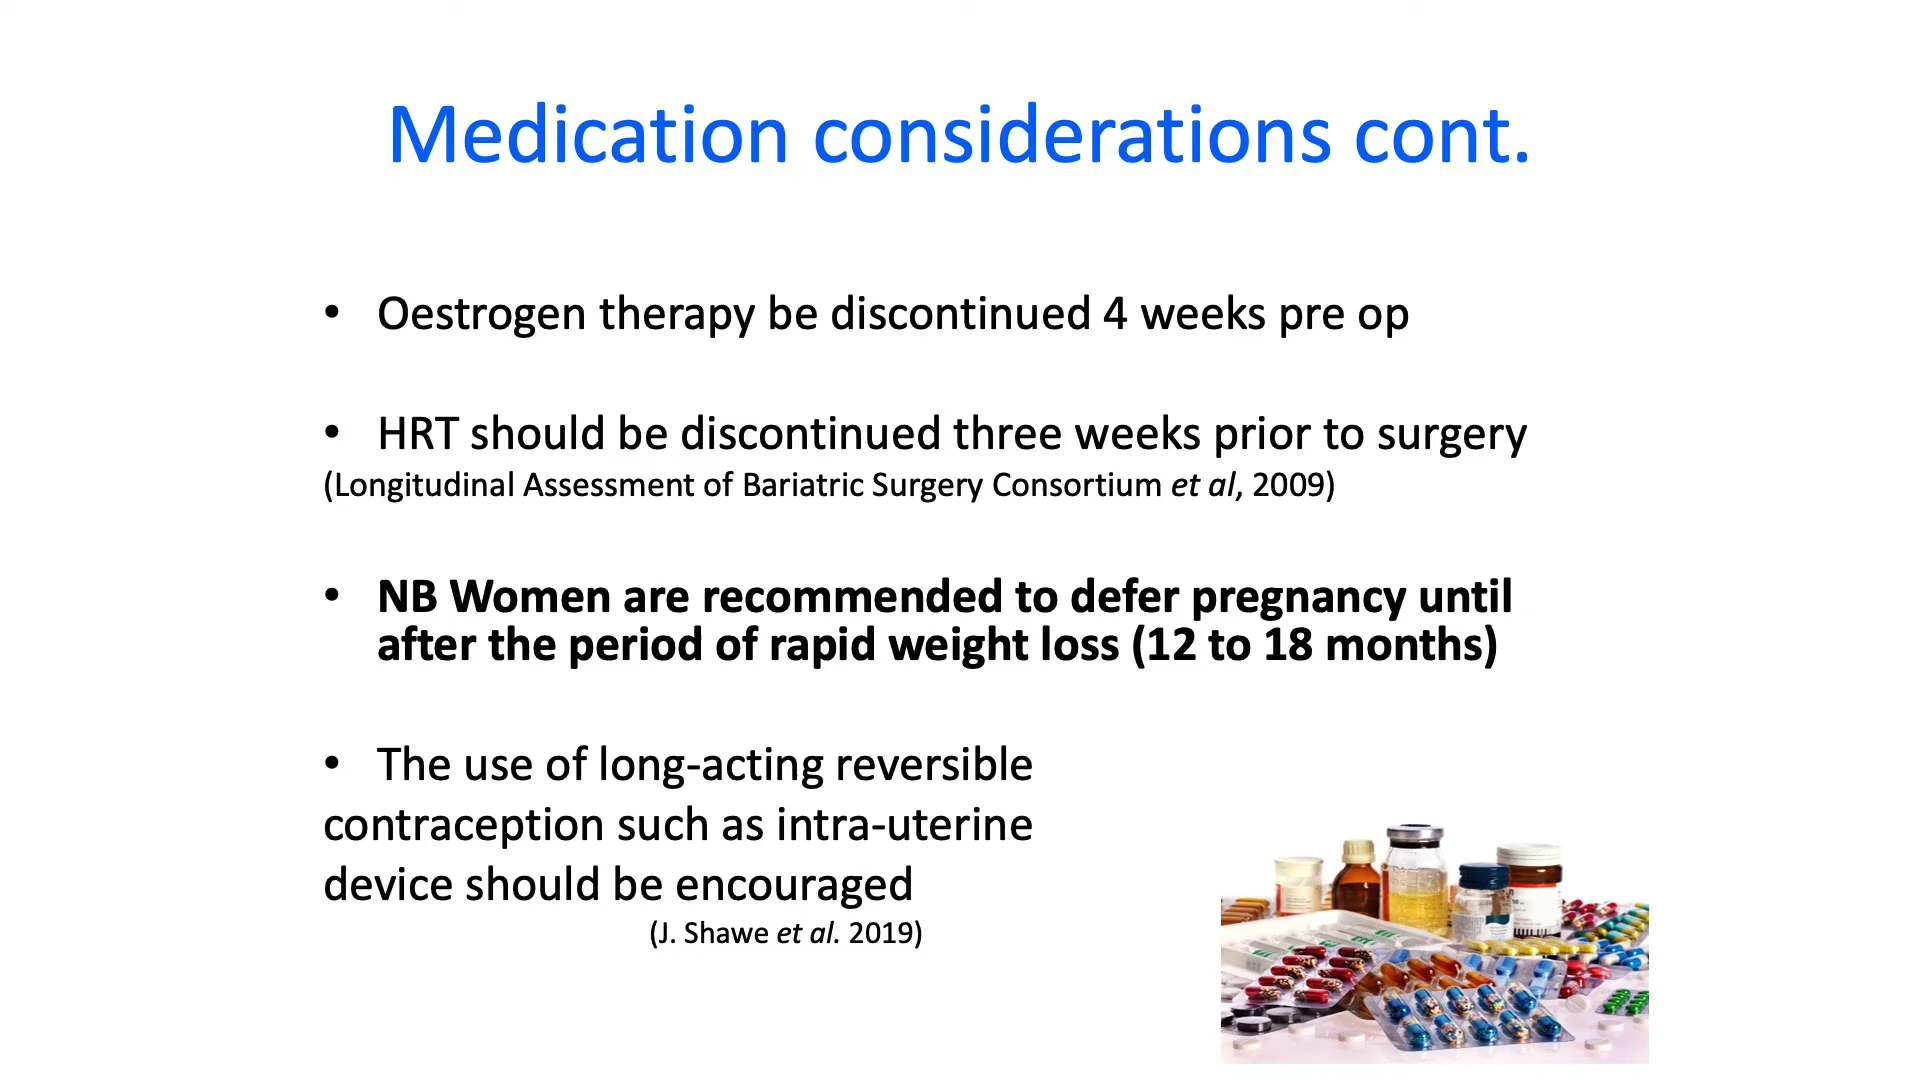 Medication considerations cont.
• Oestrogen therapy be discontinued 4 weeks pre op
• HRT should be discontinued three weeks prior to surgery
(Longitudinal Assessment of Bariatric Surgery Consortium et al, 2009)
• NB Women are recommended to defer pregnancy until
after the period of rapid weight loss (12 to 18 months)
• The use of long-acting reversible
contraception such as intra-uterine
device should be encouraged
(J. Shawe et al. 2019)